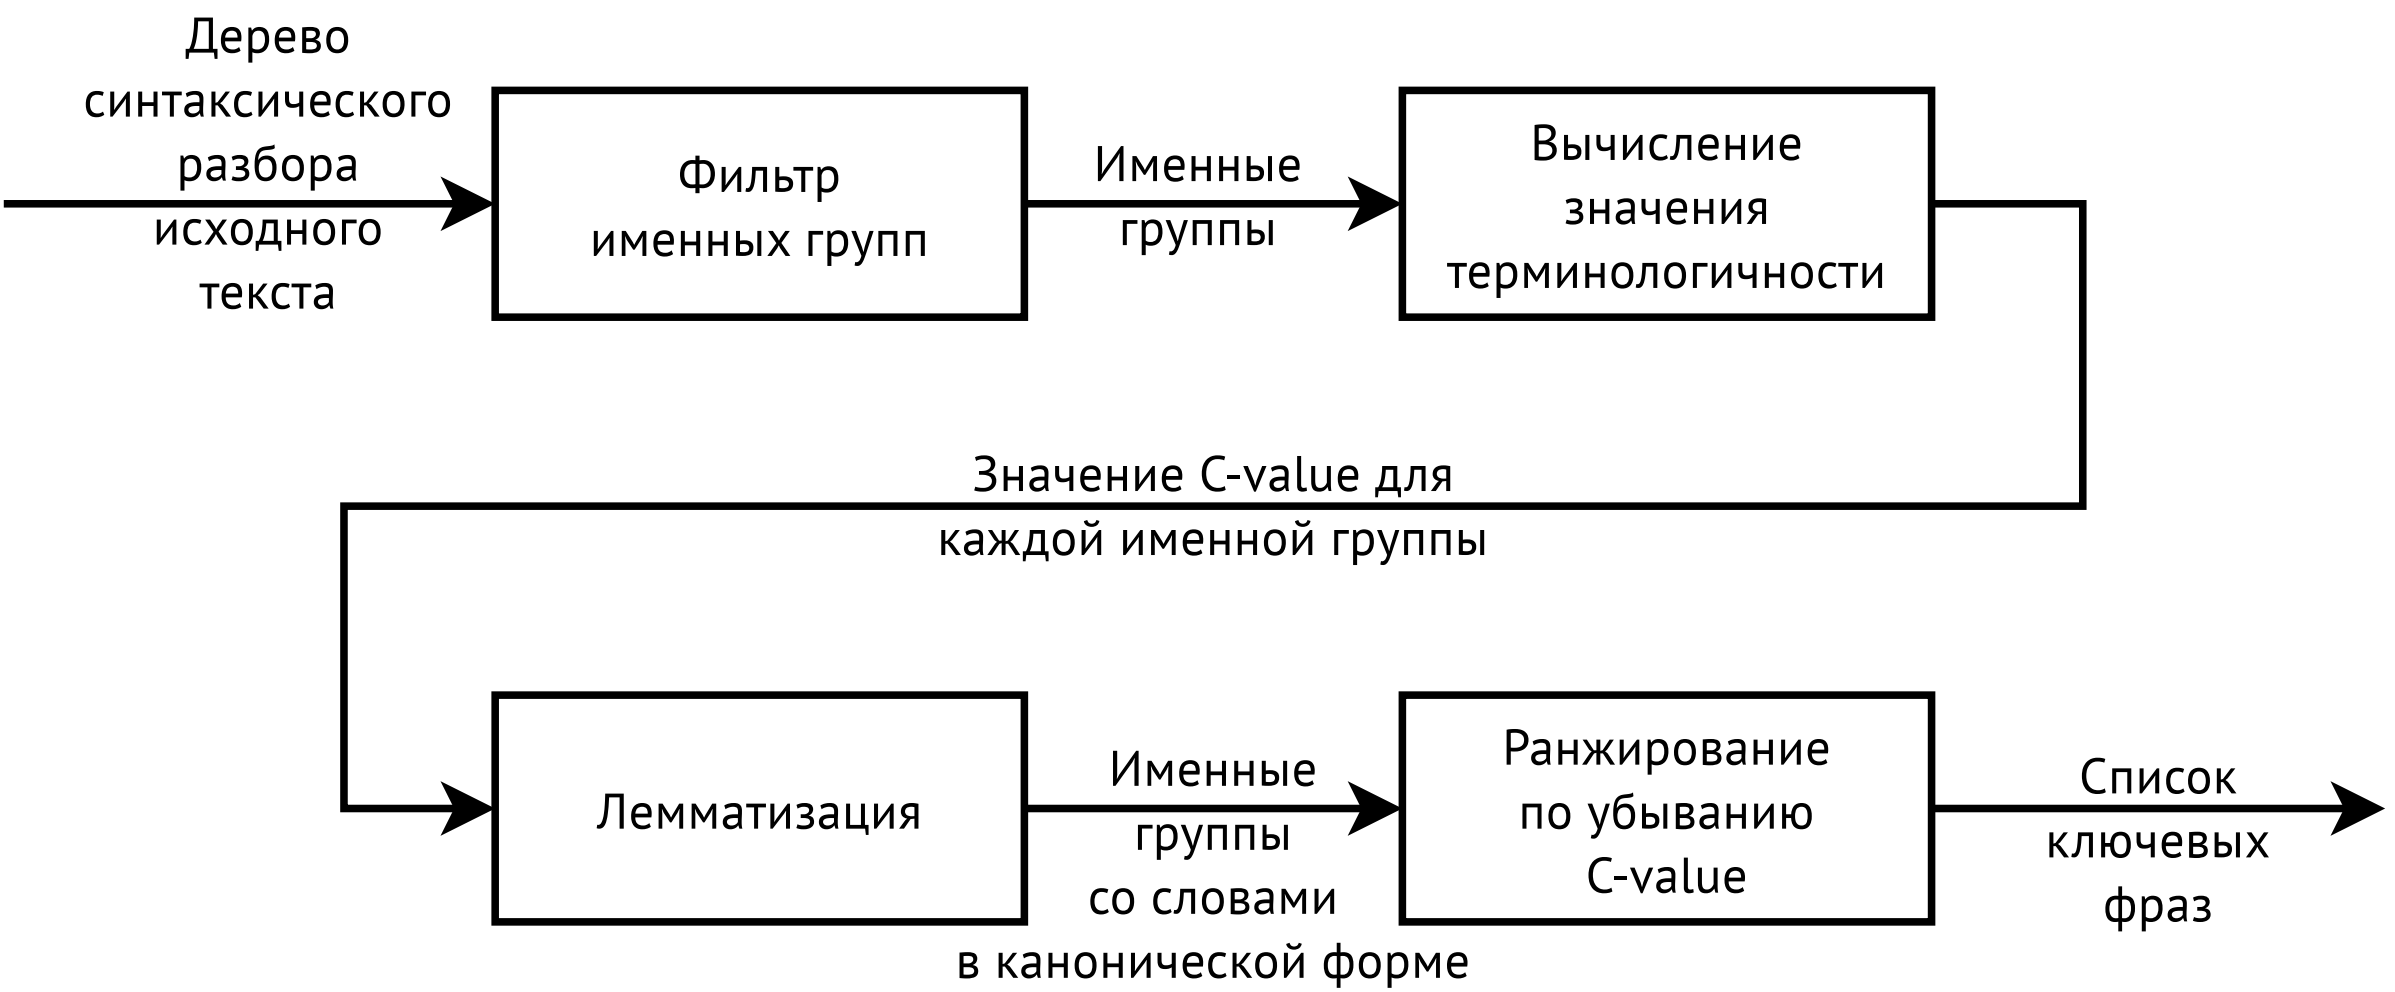 Дерево
синтаксического
разбора
исходного
текста
Фильтр
именных групп
Именные
группы
Вычисление
значения
терминологичности
Значение C-value для
каждой именной группы
Лемматизация
Именные
группы
со словами
в канонической форме
Ранжирование
по убыванию
C-value
Список
ключевых
фраз